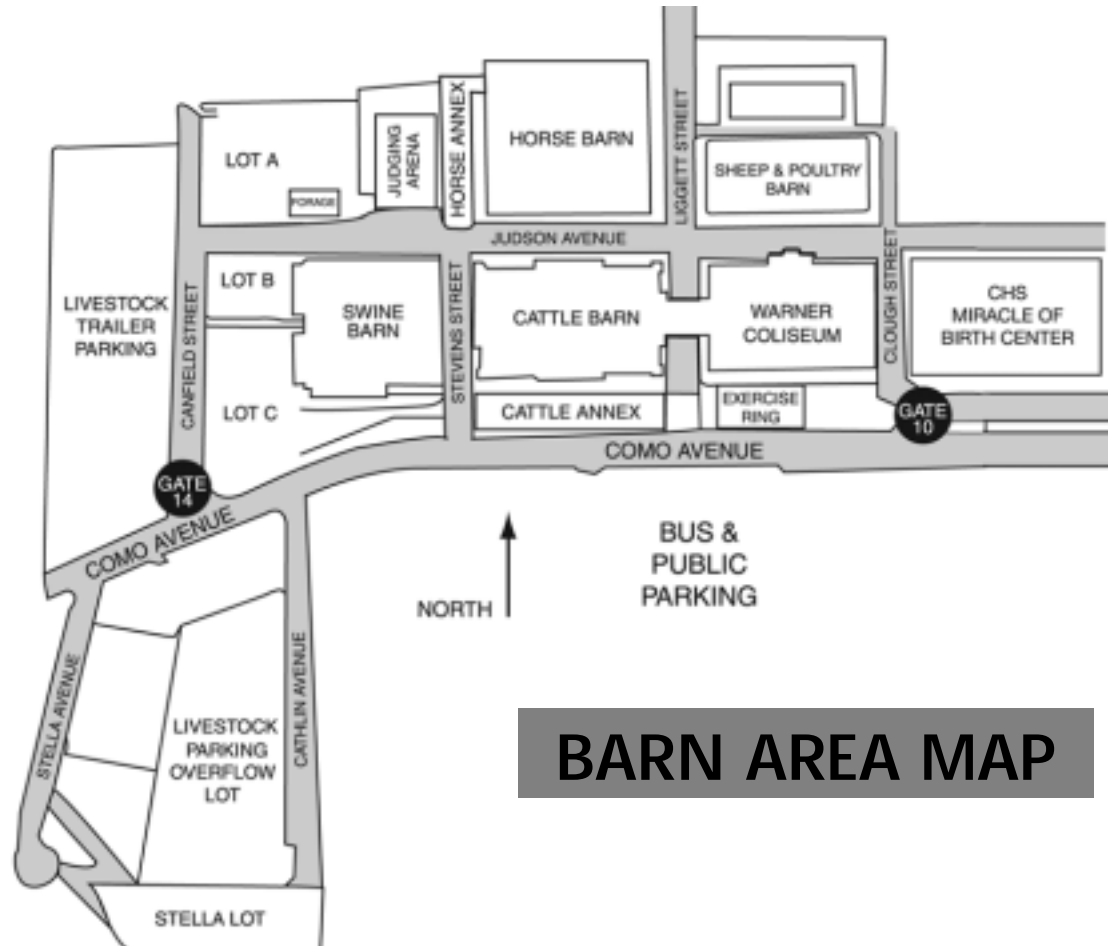 LOT A
FORAGE
JUDGING
ARENA
HORSE ANNEX
HORSE BARN
LIGGETT STREET
SHEEP & POULTRY
BARN
JUDSON AVENUE
LIVESTOCK
TRAILER
PARKING
CANFIELD STREET
LOT B
SWINE
BARN
STEVENS STREET
CATTLE BARN
WARNER
COLISEUM
CLOUGH STREET
CHS
MIRACLE OF
BIRTH CENTER
LOT C
CATTLE ANNEX
EXERCISE
RING
GATE
10
COMO AVENUE
GATE
14
COMO AVENUE
BUS &
PUBLIC
PARKING
NORTH
STELLA AVENUE
CATHLIN AVENUE
LIVESTOCK
PARKING
OVERFLOW
LOT
BARN AREA MAP
STELLA LOT